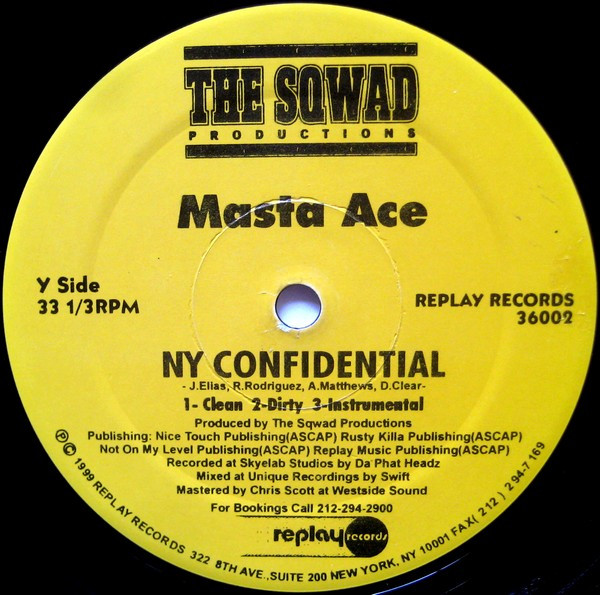 THE SQWAD
PRODUCTIONS
Masta Ace
Y Side
33 1/3RPM
REPLAY RECORDS
36002
NY CONFIDENTIAL
- J.Elias, R.Rodriguez, A.Matthews, D.Clear-
1- Clean 2-Dirty 3-Instrumental
Produced by The Sqwad Productions
Publishing: Nice Touch Publishing(ASCAP) Rusty Killa Publishing(ASCAP)
Not On My Level Publishing(ASCAP) Replay Music Publishing(ASCAP)
Recorded at Skyelab Studios by Da Phat Headz
Mixed at Unique Recordings by Swift
Mastered by Chris Scott at Westside Sound
For Bookings Call 212-294-2900
replay records
℗ © 1999 REPLAY RECORDS 322 8TH AVE.,SUITE 200 NEW YORK, NY 10001 FAX( 212 ) 294-7169